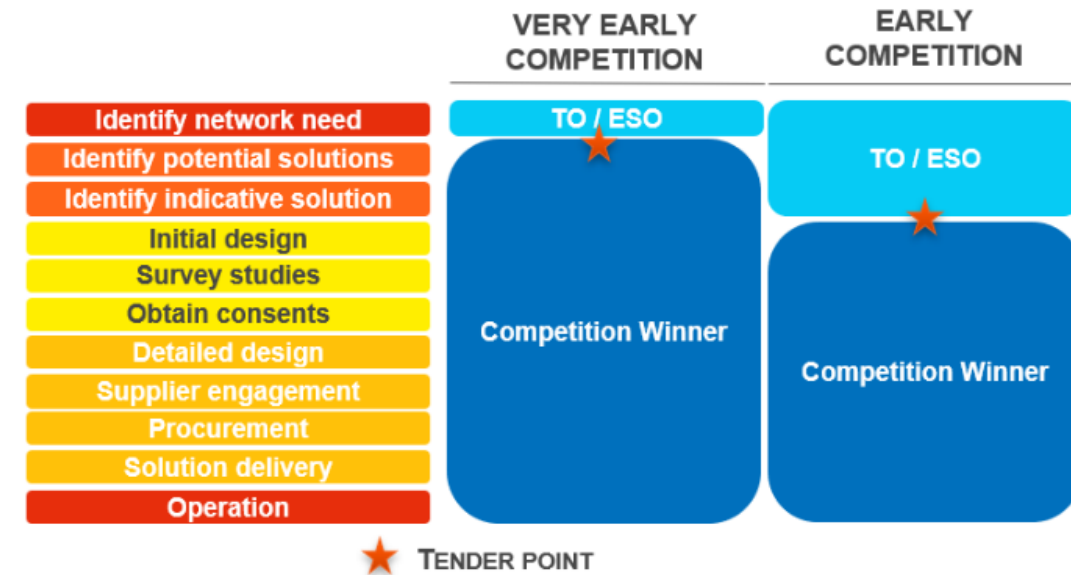 VERY EARLY
COMPETITION
EARLY
COMPETITION
Identify network need
Identify potential solutions
Identify indicative solution
Initial design
Survey studies
Obtain consents
Detailed design
Supplier engagement
Procurement
Solution delivery
Operation
TO / ESO
Competition Winner
TO / ESO
Competition Winner
TENDER POINT